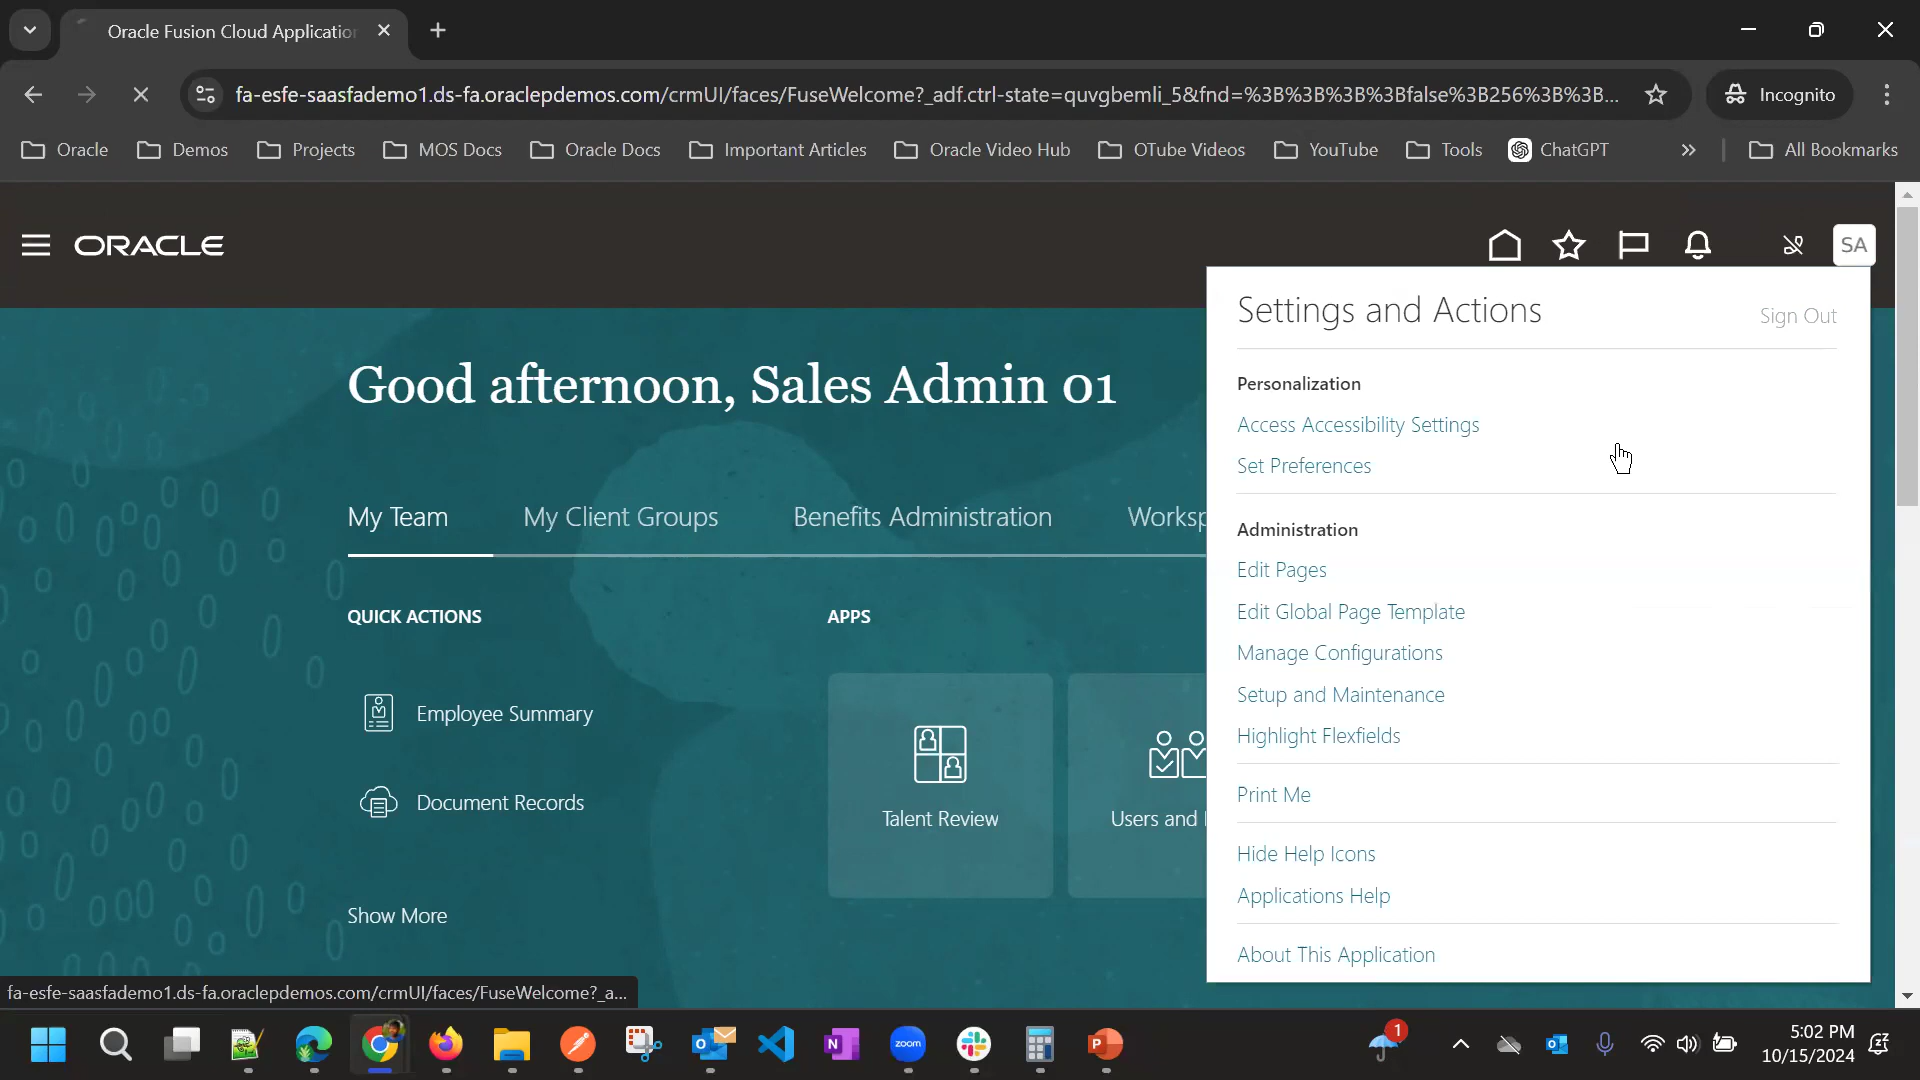 Oracle Fusion Cloud Application
fa-esfe-saasfademo1.ds-fa.oraclepdemos.com/crmUI/faces/FuseWelcome?_adf.ctrl-state=quvgbemli_5&fnd=%3B%3B%3B%3Bfalse%3B256%3B%3B...
Incognito
Oracle
Demos
Projects
MOS Docs
Oracle Docs
Important Articles
Oracle Video Hub
OTube Videos
YouTube
Tools
ChatGPT
All Bookmarks
ORACLE
SA
Settings and Actions
Sign Out
Personalization
Access Accessibility Settings
Set Preferences
Administration
Edit Pages
Edit Global Page Template
Manage Configurations
Setup and Maintenance
Highlight Flexfields
Print Me
Hide Help Icons
Applications Help
About This Application
Good afternoon, Sales Admin 01
My Team
My Client Groups
Benefits Administration
Worksp
QUICK ACTIONS
APPS
Employee Summary
Document Records
Show More
Talent Review
Users and
fa-esfe-saasfademo1.ds-fa.oraclepdemos.com/crmUI/faces/FuseWelcome?_a...
zoom
1
5:02 PM
10/15/2024